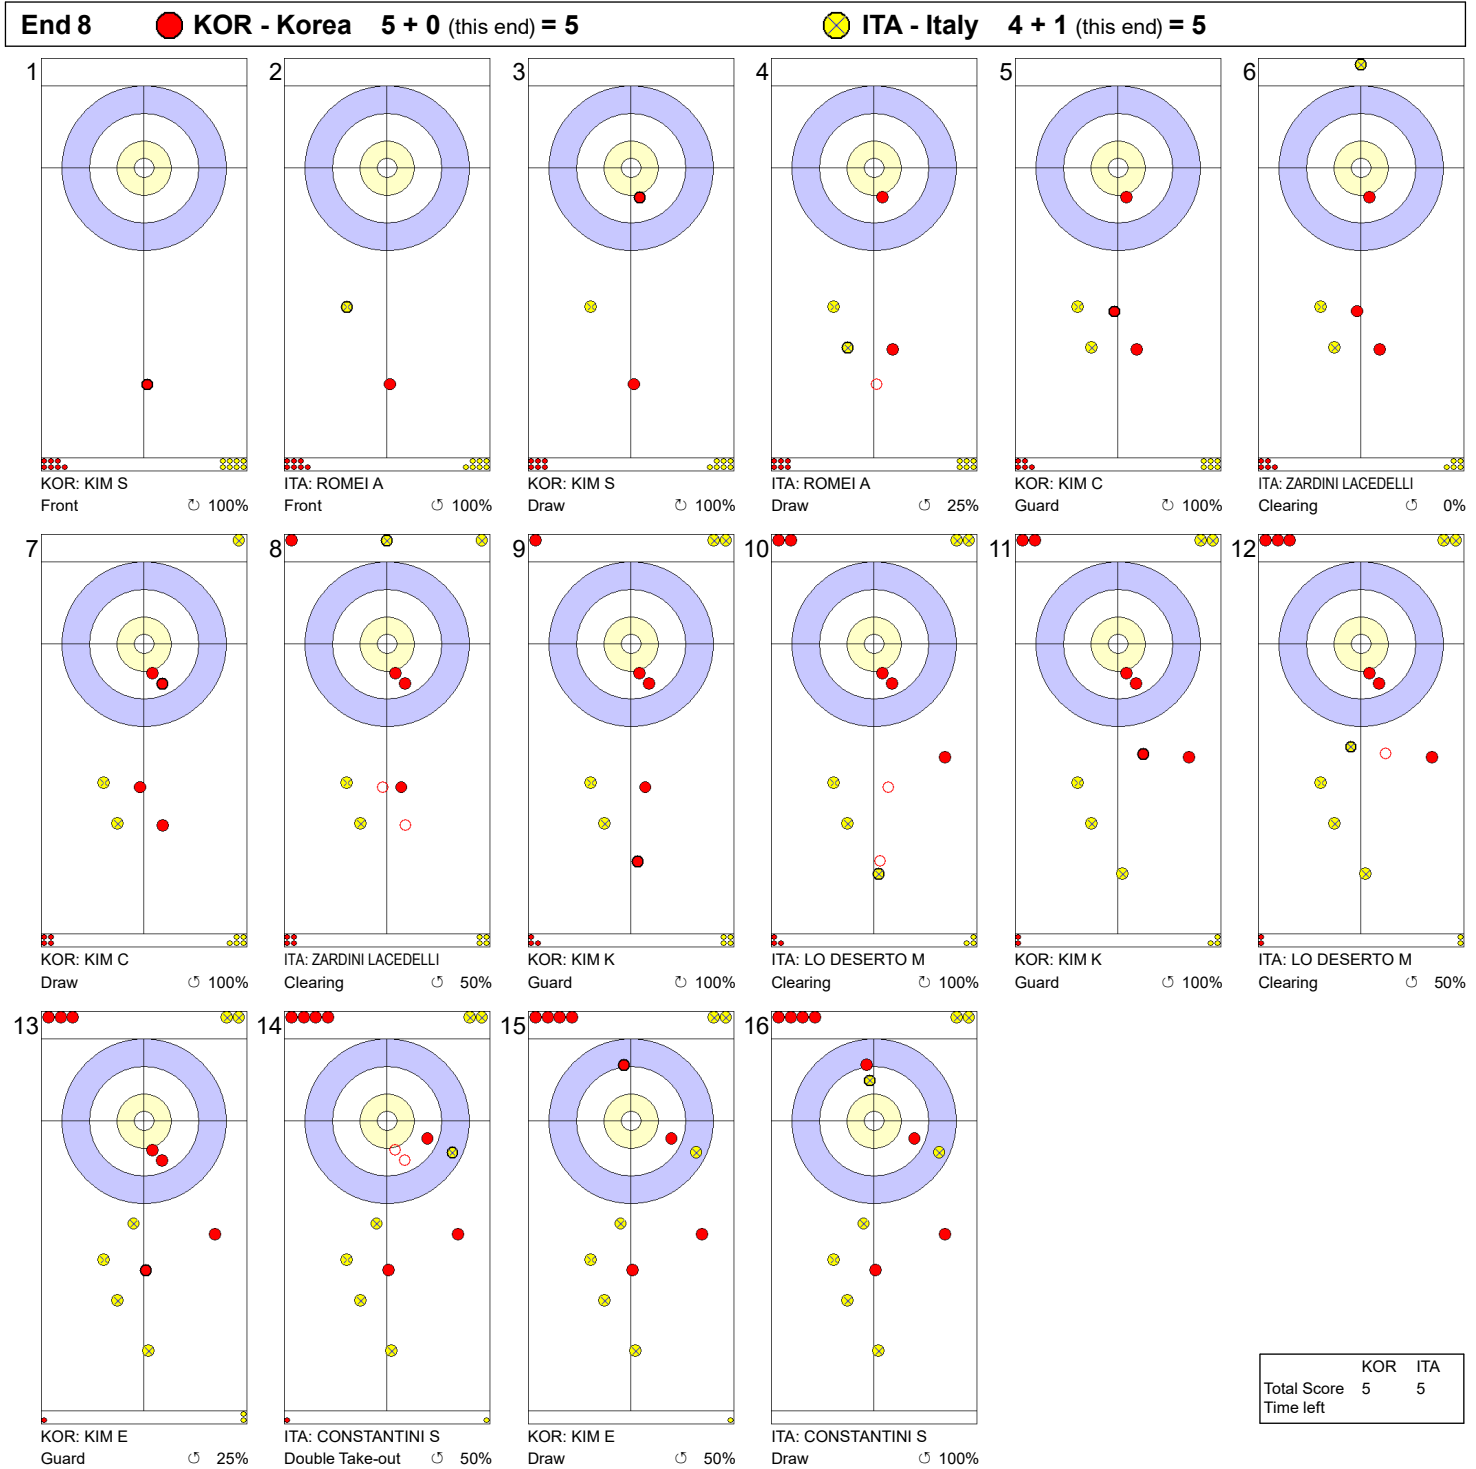 End 8 KOR - Korea 5 + 0 (this end) = 5 ITA - Italy 4 + 1 (this end) = 5
1 2 3 4 5 6
KOR: KIM S ITA: ROMEI A KOR: KIM S ITA: ROMEI A KOR: KIM C ITA: ZARDINI LACEDELLI
Front ↻ 100% Front ↻ 100% Draw ↻ 100% Draw ↻ 25% Guard ↻ 100% Clearing ↺ 0%
7 8 9 10 11 12
KOR: KIM C ITA: ZARDINI LACEDELLI KOR: KIM K ITA: LO DESERTO M KOR: KIM K ITA: LO DESERTO M
Draw ↻ 100% Clearing ↺ 50% Guard ↻ 100% Clearing ↻ 100% Guard ↻ 100% Clearing ↺ 50%
13 14 15 16
KOR ITA
Total Score 5 5
Time left
KOR: KIM E ITA: CONSTANTINI S KOR: KIM E ITA: CONSTANTINI S
Guard ↺ 25% Double Take-out ↺ 50% Draw ↺ 50% Draw ↺ 100%